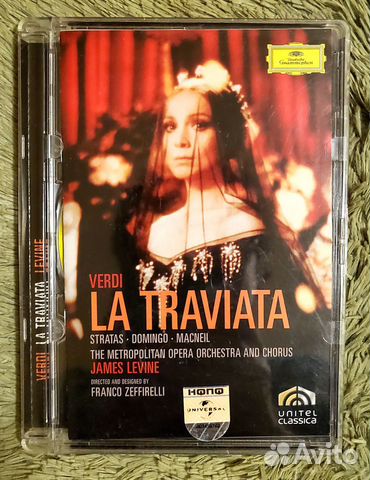 Deutsche
Grammophon
VERDI
LA TRAVIATA
STRATAS · DOMINGO · MACNEIL
THE METROPOLITAN OPERA ORCHESTRA AND CHORUS
JAMES LEVINE
DIRECTED AND DESIGNED BY
FRANCO ZEFFIRELLI
UNIVERSAL
UNITEL
CLASSICA
VERDI LA TRAVIATA LEVINE
Avito